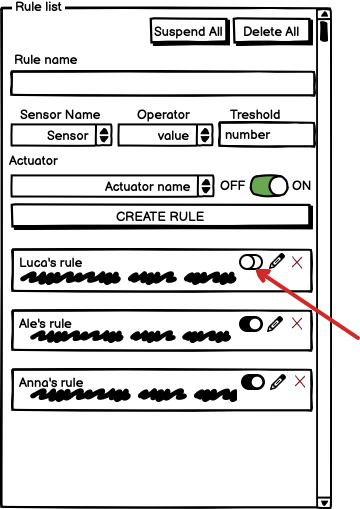 Rule list
Suspend All Delete All
Rule name
Sensor Name Operator Treshold
Sensor value number
Actuator
Actuator name OFF ON
CREATE RULE
Luca's rule
Ale's rule
Anna's rule